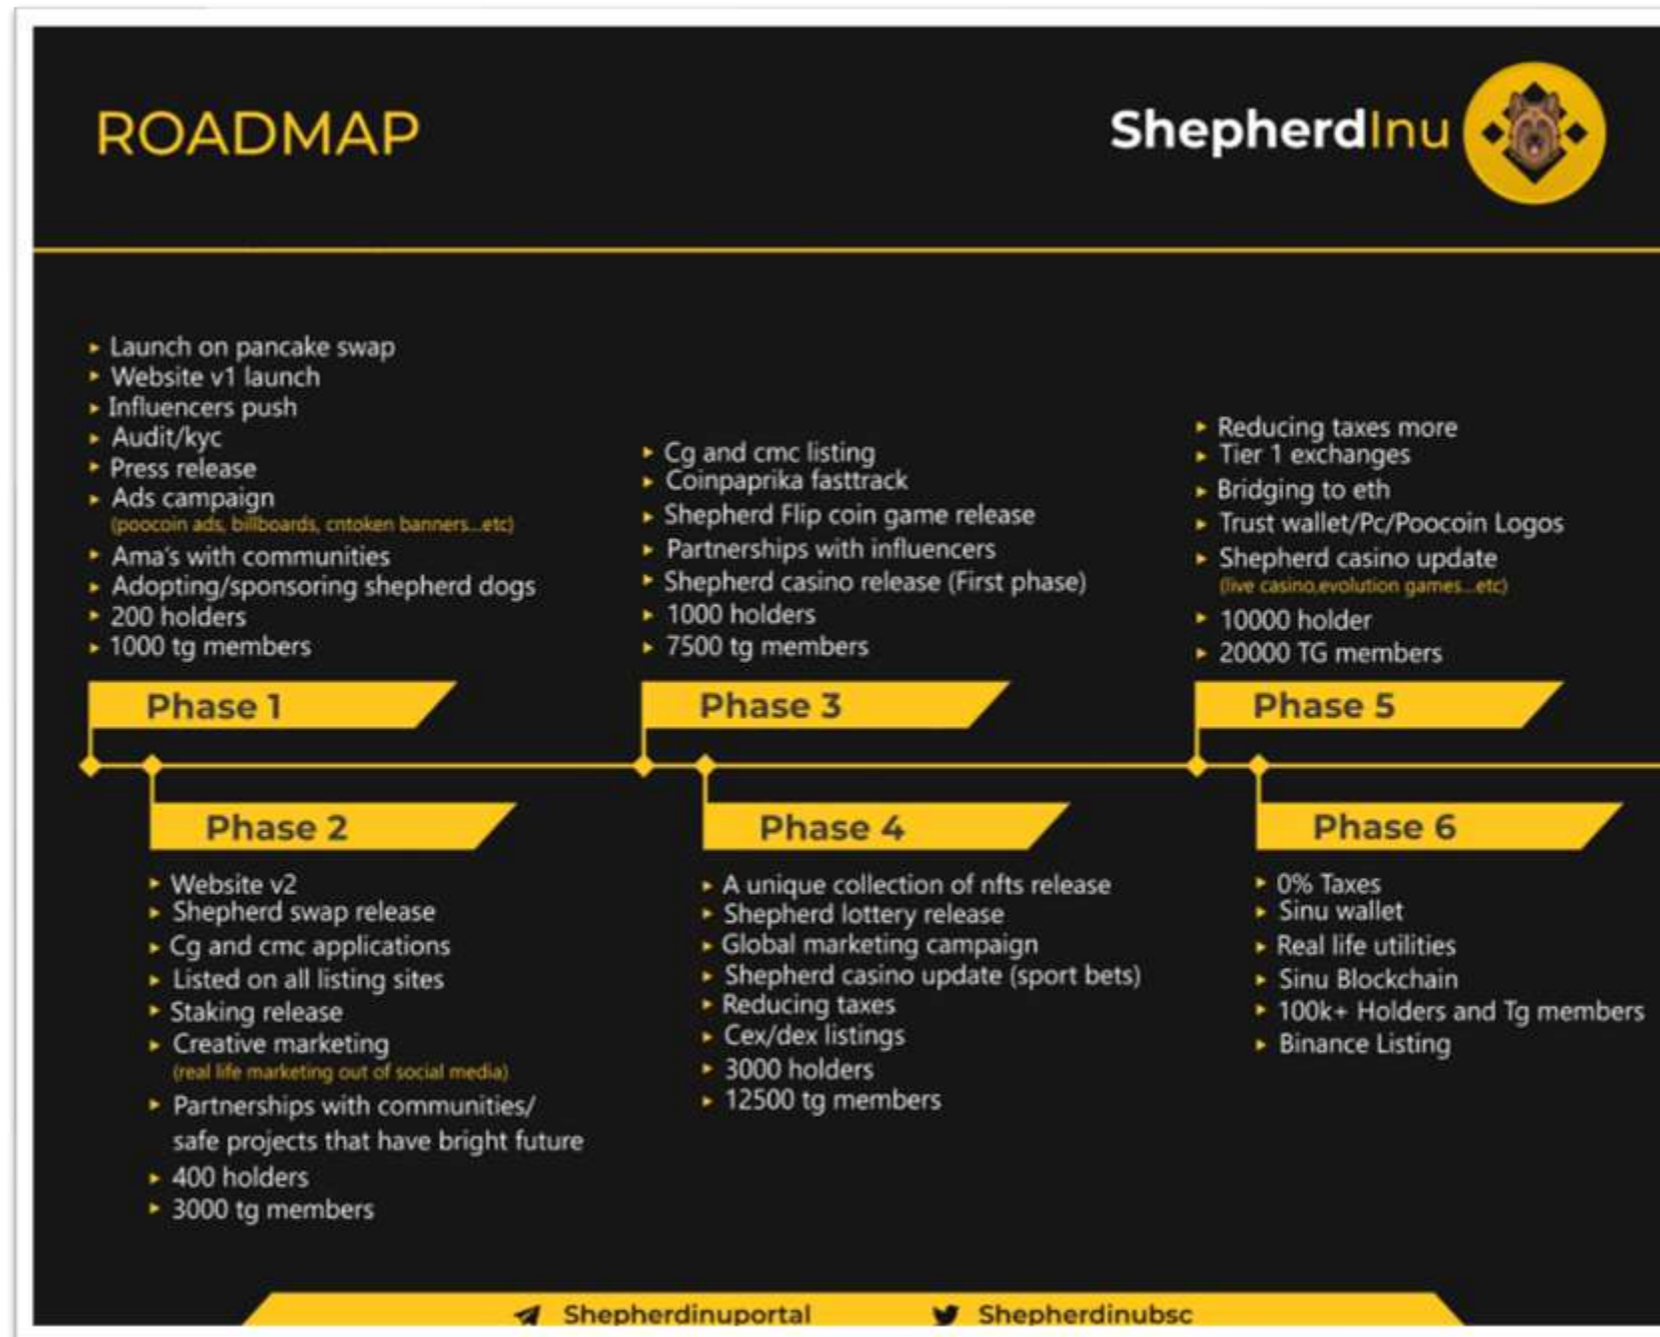 ROADMAP
ShepherdInu
Launch on pancake swap
Website v1 launch
Influencers push
Audit/kyc
Press release
Ads campaign
(poocoin ads, billboards, cntoken banners...etc)
Ama's with communities
Adopting/sponsoring shepherd dogs
200 holders
1000 tg members
Phase 1
Phase 2
Website v2
Shepherd swap release
Cg and cmc applications
Listed on all listing sites
Staking release
Creative marketing
(real life marketing out of social media)
Partnerships with communities/
safe projects that have bright future
400 holders
3000 tg members
Cg and cmc listing
Coinpaprika fasttrack
Shepherd Flip coin game release
Partnerships with influencers
Shepherd casino release (First phase)
1000 holders
7500 tg members
Phase 3
Phase 4
A unique collection of nfts release
Shepherd lottery release
Global marketing campaign
Shepherd casino update (sport bets)
Reducing taxes
Cex/dex listings
3000 holders
12500 tg members
Reducing taxes more
Tier 1 exchanges
Bridging to eth
Trust wallet/Pc/Poocoin Logos
Shepherd casino update
(live casino,evolution games...etc)
10000 holder
20000 TG members
Phase 5
Phase 6
0% Taxes
Sinu wallet
Real life utilities
Sinu Blockchain
100k+ Holders and Tg members
Binance Listing
Shepherdinuportal
Shepherdinubsc